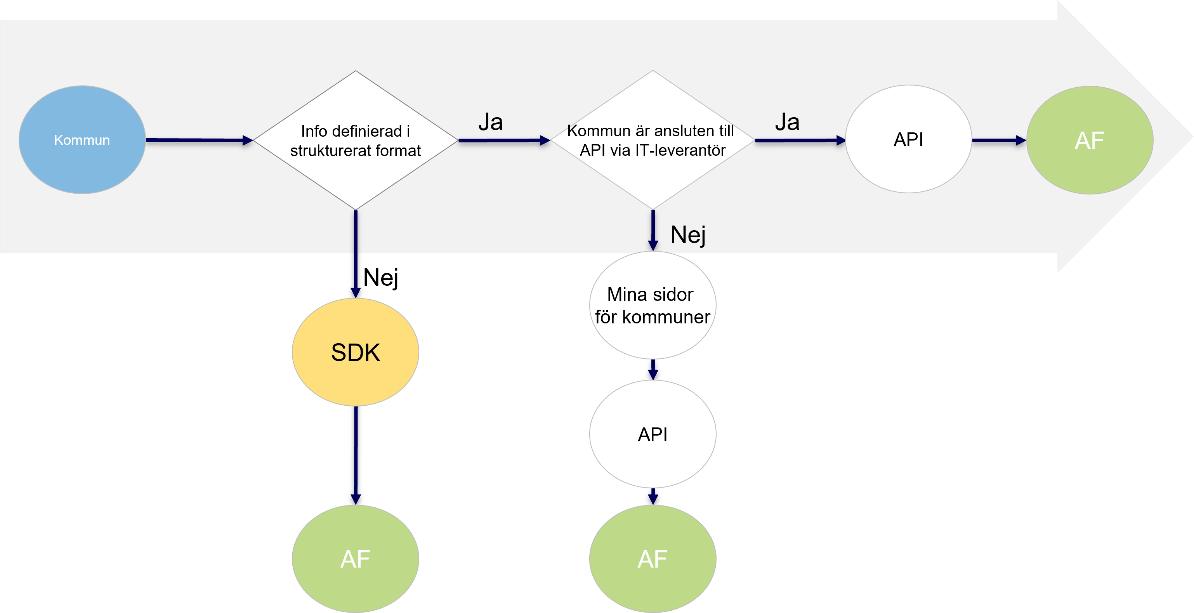 Kommun
Info definierad i
strukturerat format
Ja
Kommun är ansluten till
API via IT-leverantör
Ja
API
AF
Nej
SDK
AF
Nej
Mina sidor
för kommuner
API
AF